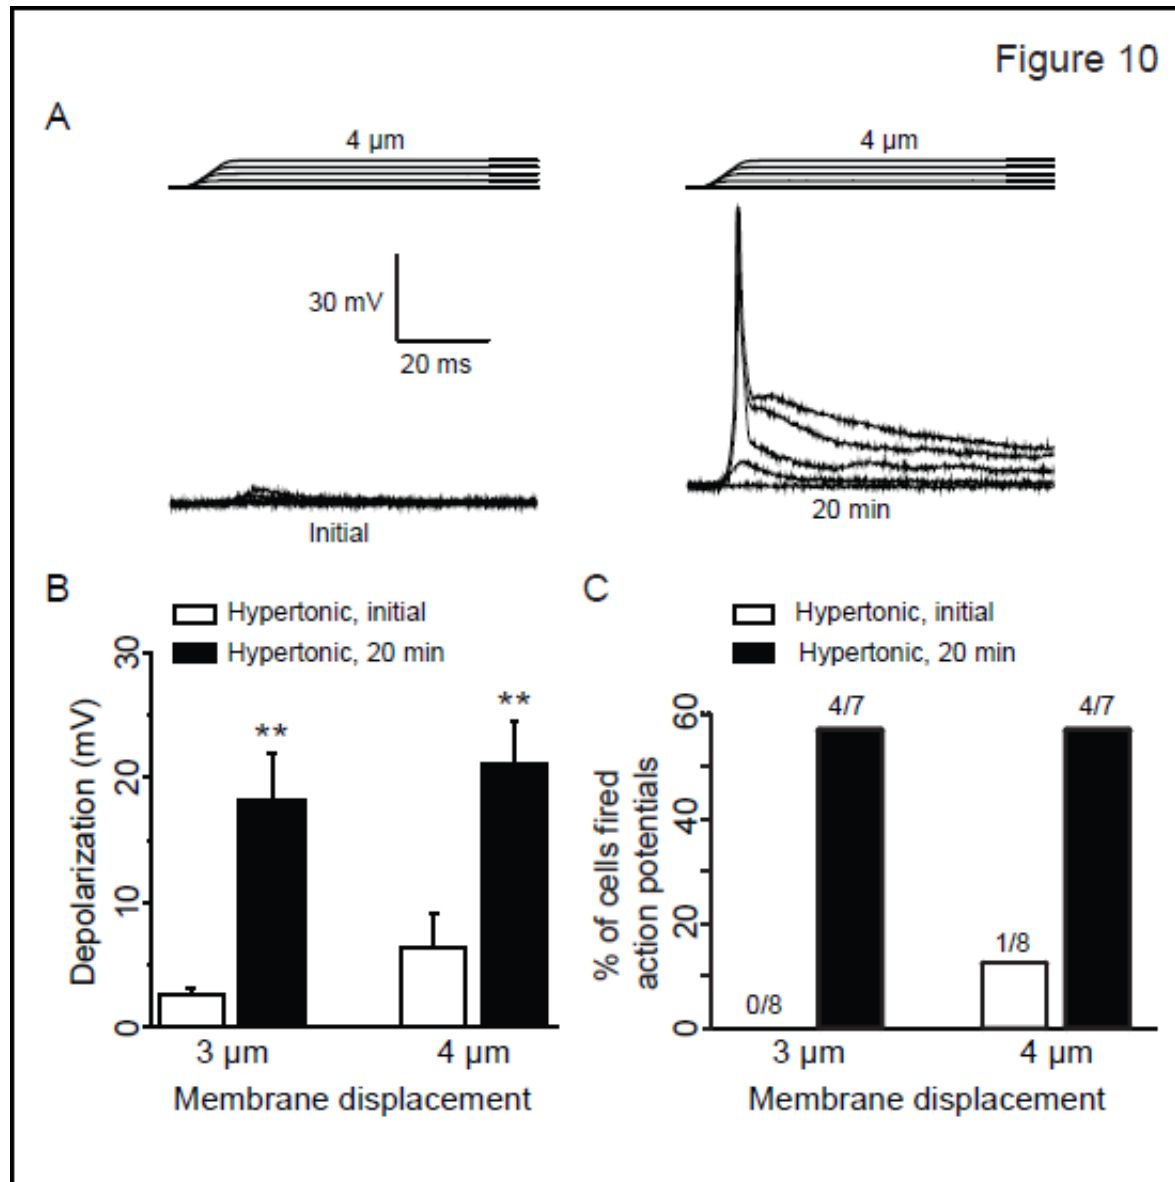 Figure 10
A
4 µm
4 µm
30 mV
20 ms
Initial
20 min
B
Hypertonic, initial
Hypertonic, 20 min
30
20
10
0
Depolarization (mV)
**
**
3 µm
4 µm
Membrane displacement
C
Hypertonic, initial
Hypertonic, 20 min
60
40
20
0
% of cells fired
action potentials
0/8
4/7
1/8
4/7
3 µm
4 µm
Membrane displacement